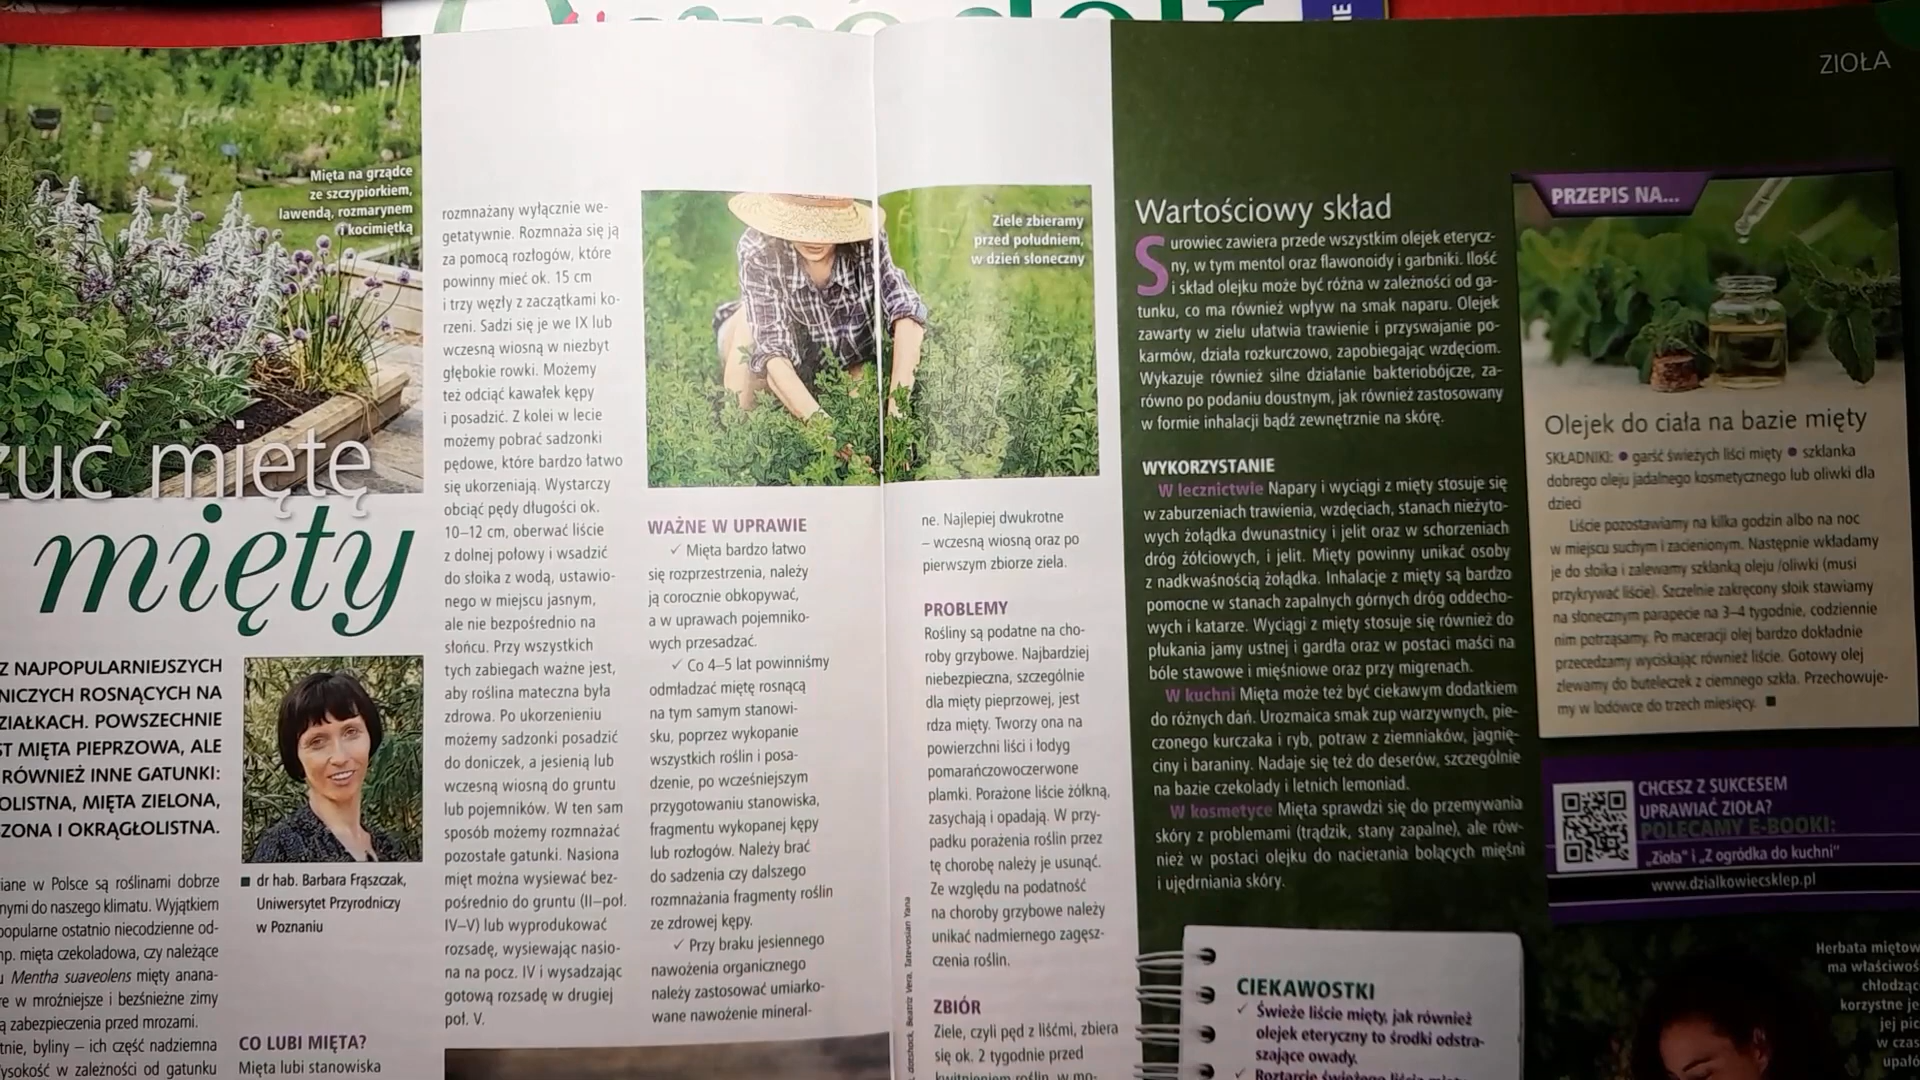 ZIOŁA
Mięta na grządce
ze szczypiorkiem,
lawendą, rozmarynem
i kocimiętką
zuć miętę
mięty
Z NAJPOPULARNIEJSZYCH
NICZYCH ROSNĄCYCH NA
ZIAŁKACH. POWSZECHNIE
ST MIĘTA PIEPRZOWA, ALE
RÓWNIEŻ INNE GATUNKI:
OLISTNA, MIĘTA ZIELONA,
ZONA I OKRĄGŁOLISTNA.
iane w Polsce są roślinami dobrze
nymi do naszego klimatu. Wyjątkiem
popularne ostatnio niecodzienne od-
np. mięta czekoladowa, czy należące
u Mentha suaveolens mięty anana-
re w mroźniejsze i bezśnieżne zimy
ą zabezpieczenia przed mrozami.
tnie, byliny – ich część nadziemna
ysokość w zależności od gatunku
■ dr hab. Barbara Frąszczak,
Uniwersytet Przyrodniczy
w Poznaniu
CO LUBI MIĘTA?
Mięta lubi stanowiska
rozmnażany wyłącznie we-
getatywnie. Rozmnaża się ją
za pomocą rozłogów, które
powinny mieć ok. 15 cm
i trzy węzły z zaczątkami ko-
rzeni. Sadzi się je we IX lub
wczesną wiosną w niezbyt
głębokie rowki. Możemy
też odciąć kawałek kępy
i posadzić. Z kolei w lecie
możemy pobrać sadzonki
pędowe, które bardzo łatwo
się ukorzeniają. Wystarczy
obciąć pędy długości ok.
10–12 cm, oberwać liście
z dolnej połowy i wsadzić
do słoika z wodą, ustawio-
nego w miejscu jasnym,
ale nie bezpośrednio na
słońcu. Przy wszystkich
tych zabiegach ważne jest,
aby roślina mateczna była
zdrowa. Po ukorzenieniu
możemy sadzonki posadzić
do doniczek, a jesienią lub
wczesną wiosną do gruntu
lub pojemników. W ten sam
sposób możemy rozmnażać
pozostałe gatunki. Nasiona
mięt można wysiewać bez-
pośrednio do gruntu (II–poł.
IV–V) lub wyprodukować
rozsadę, wysiewając nasio-
na na pocz. IV i wysadzając
gotową rozsadę w drugiej
poł. V.
Ziele zbieramy
przed południem,
w dzień słoneczny
WAŻNE W UPRAWIE
✓ Mięta bardzo łatwo
się rozprzestrzenia, należy
ją corocznie obkopywać,
a w uprawach pojemniko-
wych przesadzać.
✓ Co 4–5 lat powinniśmy
odmładzać miętę rosnącą
na tym samym stanowi-
sku, poprzez wykopanie
wszystkich roślin i posa-
dzenie, po wcześniejszym
przygotowaniu stanowiska,
fragmentu wykopanej kępy
lub rozłogów. Należy brać
do sadzenia czy dalszego
rozmnażania fragmenty roślin
ze zdrowej kępy.
✓ Przy braku jesiennego
nawożenia organicznego
należy zastosować umiarko-
wane nawożenie mineral-
ne. Najlepiej dwukrotne
– wczesną wiosną oraz po
pierwszym zbiorze ziela.
PROBLEMY
Rośliny są podatne na cho-
roby grzybowe. Najbardziej
niebezpieczna, szczególnie
dla mięty pieprzowej, jest
rdza mięty. Tworzy ona na
powierzchni liści i łodyg
pomarańczowoczerwone
plamki. Porażone liście żółkną,
zasychają i opadają. W przy-
padku porażenia roślin przez
tę chorobę należy je usunąć.
Ze względu na podatność
na choroby grzybowe należy
unikać nadmiernego zagęsz-
czenia roślin.
ZBIÓR
Ziele, czyli pęd z liśćmi, zbiera
się ok. 2 tygodnie przed
kwitnieniem roślin, w mo-
Beatriz Vera, Tatevosian Yana
Wartościowy skład
Surowiec zawiera przede wszystkim olejek eterycz-
ny, w tym mentol oraz flawonoidy i garbniki. Ilość
i skład olejku może być różna w zależności od ga-
tunku, co ma również wpływ na smak naparu. Olejek
zawarty w zielu ułatwia trawienie i przyswajanie po-
karmów, działa rozkurczowo, zapobiegając wzdęciom.
Wykazuje również silne działanie bakteriobójcze, za-
równo po podaniu doustnym, jak również zastosowany
w formie inhalacji bądź zewnętrznie na skórę.
WYKORZYSTANIE
W lecznictwie Napary i wyciągi z mięty stosuje się
w zaburzeniach trawienia, wzdęciach, stanach nieżyto-
wych żołądka dwunastnicy i jelit oraz w schorzeniach
dróg żółciowych, i jelit. Mięty powinny unikać osoby
z nadkwaśnością żołądka. Inhalacje z mięty są bardzo
pomocne w stanach zapalnych górnych dróg oddecho-
wych i katarze. Wyciągi z mięty stosuje się również do
płukania jamy ustnej i gardła oraz w postaci maści na
bóle stawowe i mięśniowe oraz przy migrenach.
W kuchni Mięta może też być ciekawym dodatkiem
do różnych dań. Urozmaica smak zup warzywnych, pie-
czonego kurczaka i ryb, potraw z ziemniaków, jagnię-
ciny i baraniny. Nadaje się też do deserów, szczególnie
na bazie czekolady i letnich lemoniad.
W kosmetyce Mięta sprawdzi się do przemywania
skóry z problemami (trądzik, stany zapalne), ale rów-
nież w postaci olejku do nacierania bolących mięśni
i ujędrniania skóry.
CIEKAWOSTKI
✓ Świeże liście mięty, jak również
olejek eteryczny to środki odstra-
szające owady.
✓ Roztarcie świeżego liścia
PRZEPIS NA...
Olejek do ciała na bazie mięty
SKŁADNIKI: ● garść świeżych liści mięty ● szklanka
dobrego oleju jadalnego kosmetycznego lub oliwki dla
dzieci
Liście pozostawiamy na kilka godzin albo na noc
w miejscu suchym i zacienionym. Następnie wkładamy
je do słoika i zalewamy szklanką oleju /oliwki (musi
przykrywać liście). Szczelnie zakręcony słoik stawiamy
na słonecznym parapecie na 3–4 tygodnie, codziennie
nim potrząsamy. Po maceracji olej bardzo dokładnie
przecedzamy wyciskając również liście. Gotowy olej
zlewamy do buteleczek z ciemnego szkła. Przechowuje-
my w lodówce do trzech miesięcy. ■
CHCESZ Z SUKCESEM
UPRAWIAĆ ZIOŁA?
POLECAMY E-BOOKI:
„Zioła" i „Z ogródka do kuchni"
www.dzialkowiecsklep.pl
Herbata miętow
ma właściwoś
chłodząc
korzystne je
jej pic
w czas
upałó